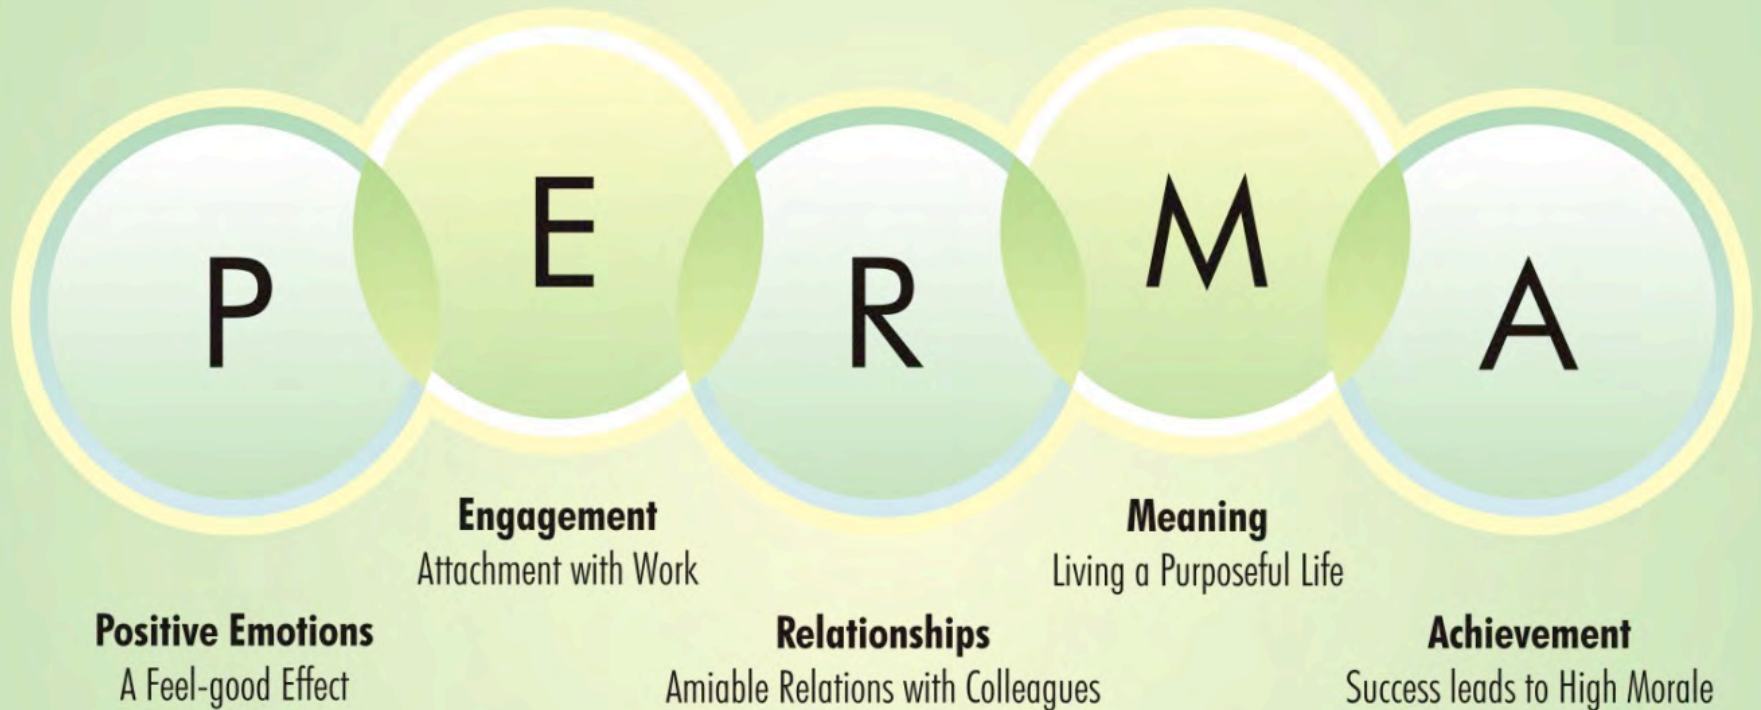 P
E
R
M
A
Positive Emotions
A Feel-good Effect
Engagement
Attachment with Work
Relationships
Amiable Relations with Colleagues
Meaning
Living a Purposeful Life
Achievement
Success leads to High Morale